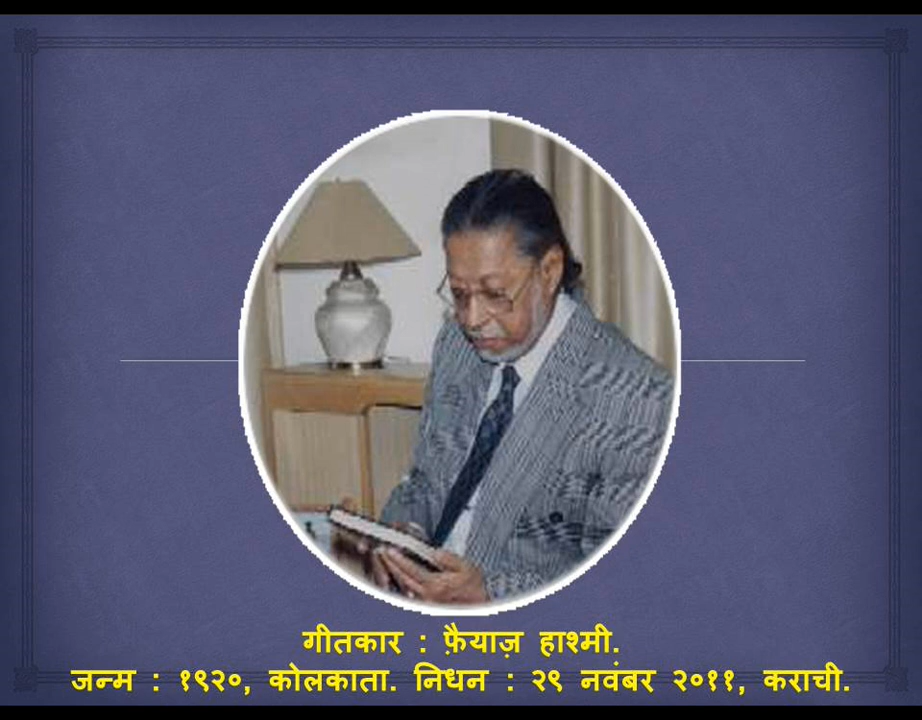 गीतकार : फ़ैयाज़ हाश्मी.
जन्म : १९२०, कोलकाता. निधन : २९ नवंबर २०११, कराची.